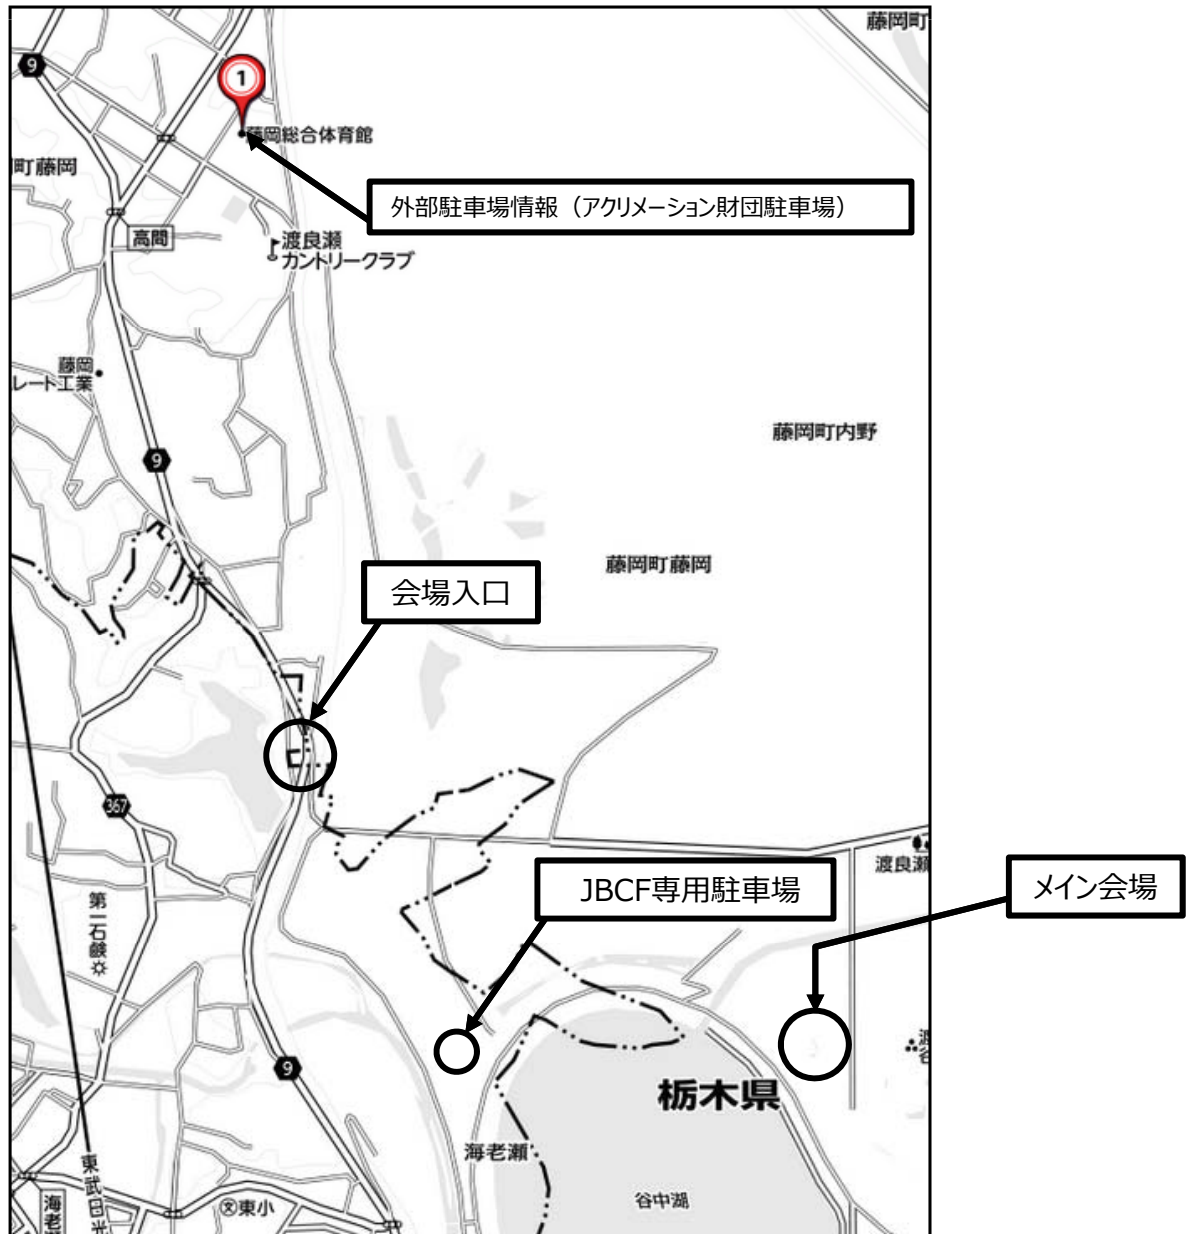 藤岡町
9
1
藤岡総合体育館
町藤岡
外部駐車場情報（アクリメーション財団駐車場）
高間
渡良瀬
カントリークラブ
藤岡
レート工業
藤岡町内野
9
藤岡町藤岡
会場入口
367
渡良瀬
JBCF専用駐車場
メイン会場
第一石鹸
9
栃木県
海老瀬
東武日光
谷中湖
文東小
海老瀬